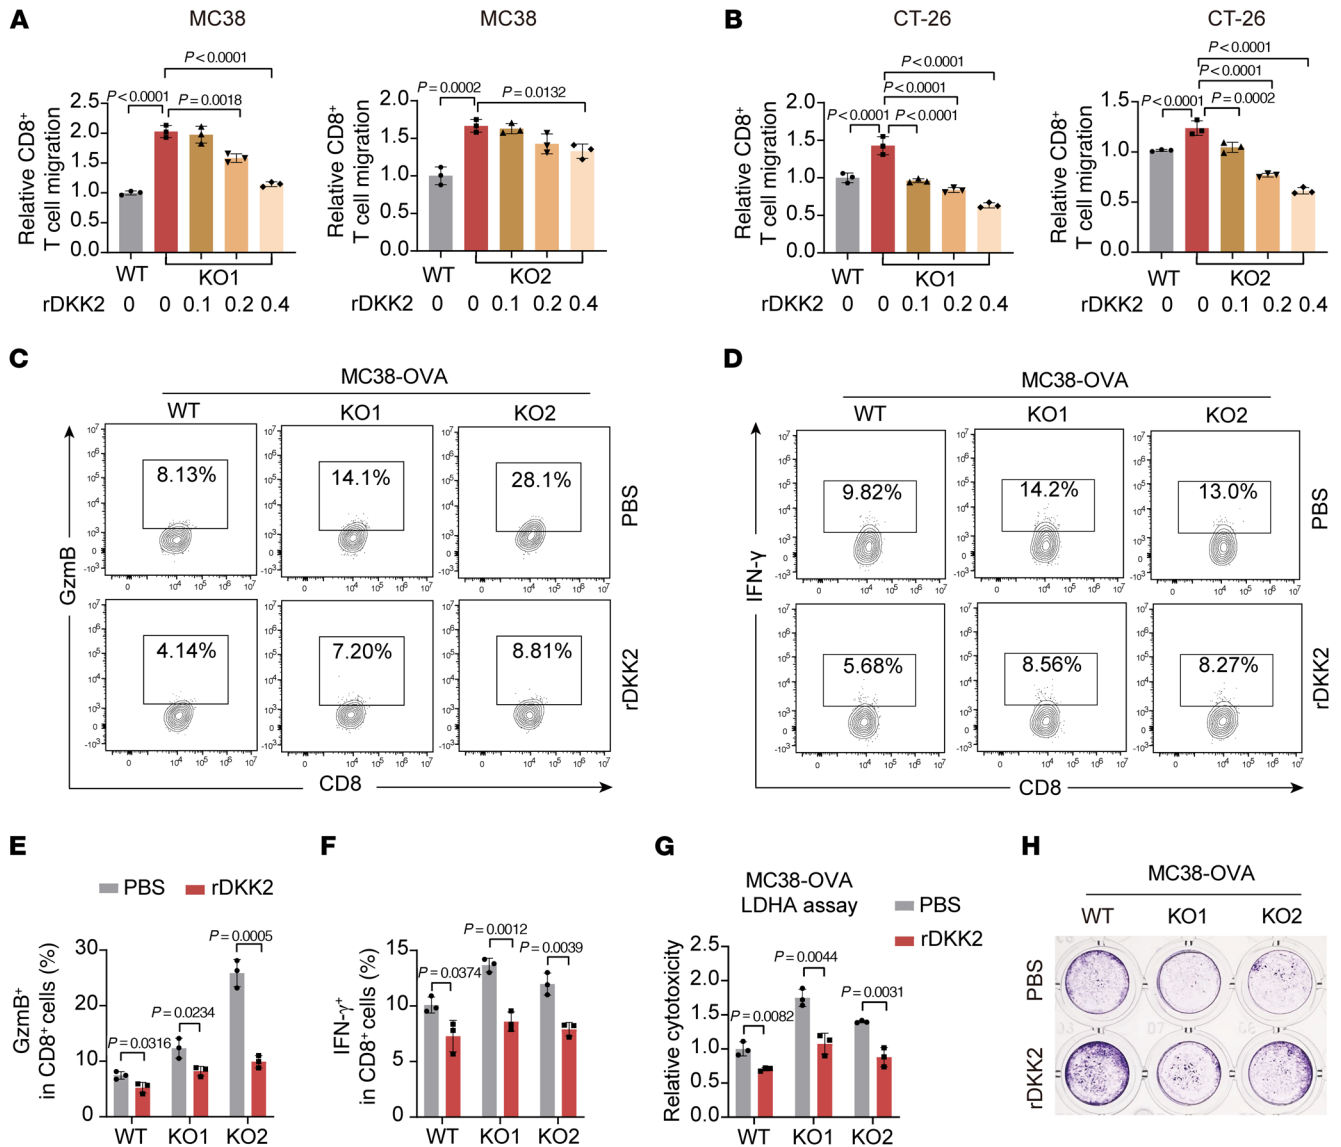 A
MC38
MC38
Relative CD8⁺
T cell migration
2.5
2.0
1.5
1.0
0.5
0.0
P < 0.0001
P < 0.0001
P = 0.0018
WT
KO1
rDKK2 0 0 0.1 0.2 0.4
Relative CD8⁺
T cell migration
2.0
1.5
1.0
0.5
0.0
P = 0.0002
P = 0.0132
WT
KO2
rDKK2 0 0 0.1 0.2 0.4
B
CT-26
CT-26
Relative CD8⁺
T cell migration
2.0
1.5
1.0
0.5
0.0
P < 0.0001
P < 0.0001
P < 0.0001
P < 0.0001
WT
KO1
rDKK2 0 0 0.1 0.2 0.4
Relative CD8⁺
T cell migration
1.5
1.0
0.5
0.0
P < 0.0001
P < 0.0001
P < 0.0001
P = 0.0002
WT
KO2
rDKK2 0 0 0.1 0.2 0.4
C
MC38-OVA
WT KO1 KO2
8.13% 14.1% 28.1%
PBS
4.14% 7.20% 8.81%
rDKK2
GzmB
CD8
D
MC38-OVA
WT KO1 KO2
9.82% 14.2% 13.0%
PBS
5.68% 8.56% 8.27%
rDKK2
IFN-γ
CD8
E
PBS rDKK2
GzmB⁺
in CD8⁺ cells (%)
30
20
10
0
P = 0.0316
P = 0.0234
P = 0.0005
WT KO1 KO2
F
IFN-γ⁺
in CD8⁺ cells (%)
15
10
5
0
P = 0.0374
P = 0.0012
P = 0.0039
WT KO1 KO2
G
MC38-OVA
LDHA assay
PBS
rDKK2
Relative cytotoxicity
2.5
2.0
1.5
1.0
0.5
0.0
P = 0.0082
P = 0.0044
P = 0.0031
WT KO1 KO2
H
MC38-OVA
WT KO1 KO2
PBS
rDKK2